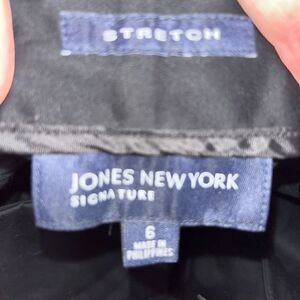 STRETCH
JONES NEW YORK
SIGNATURE
6
MADE IN
PHILIPPINES